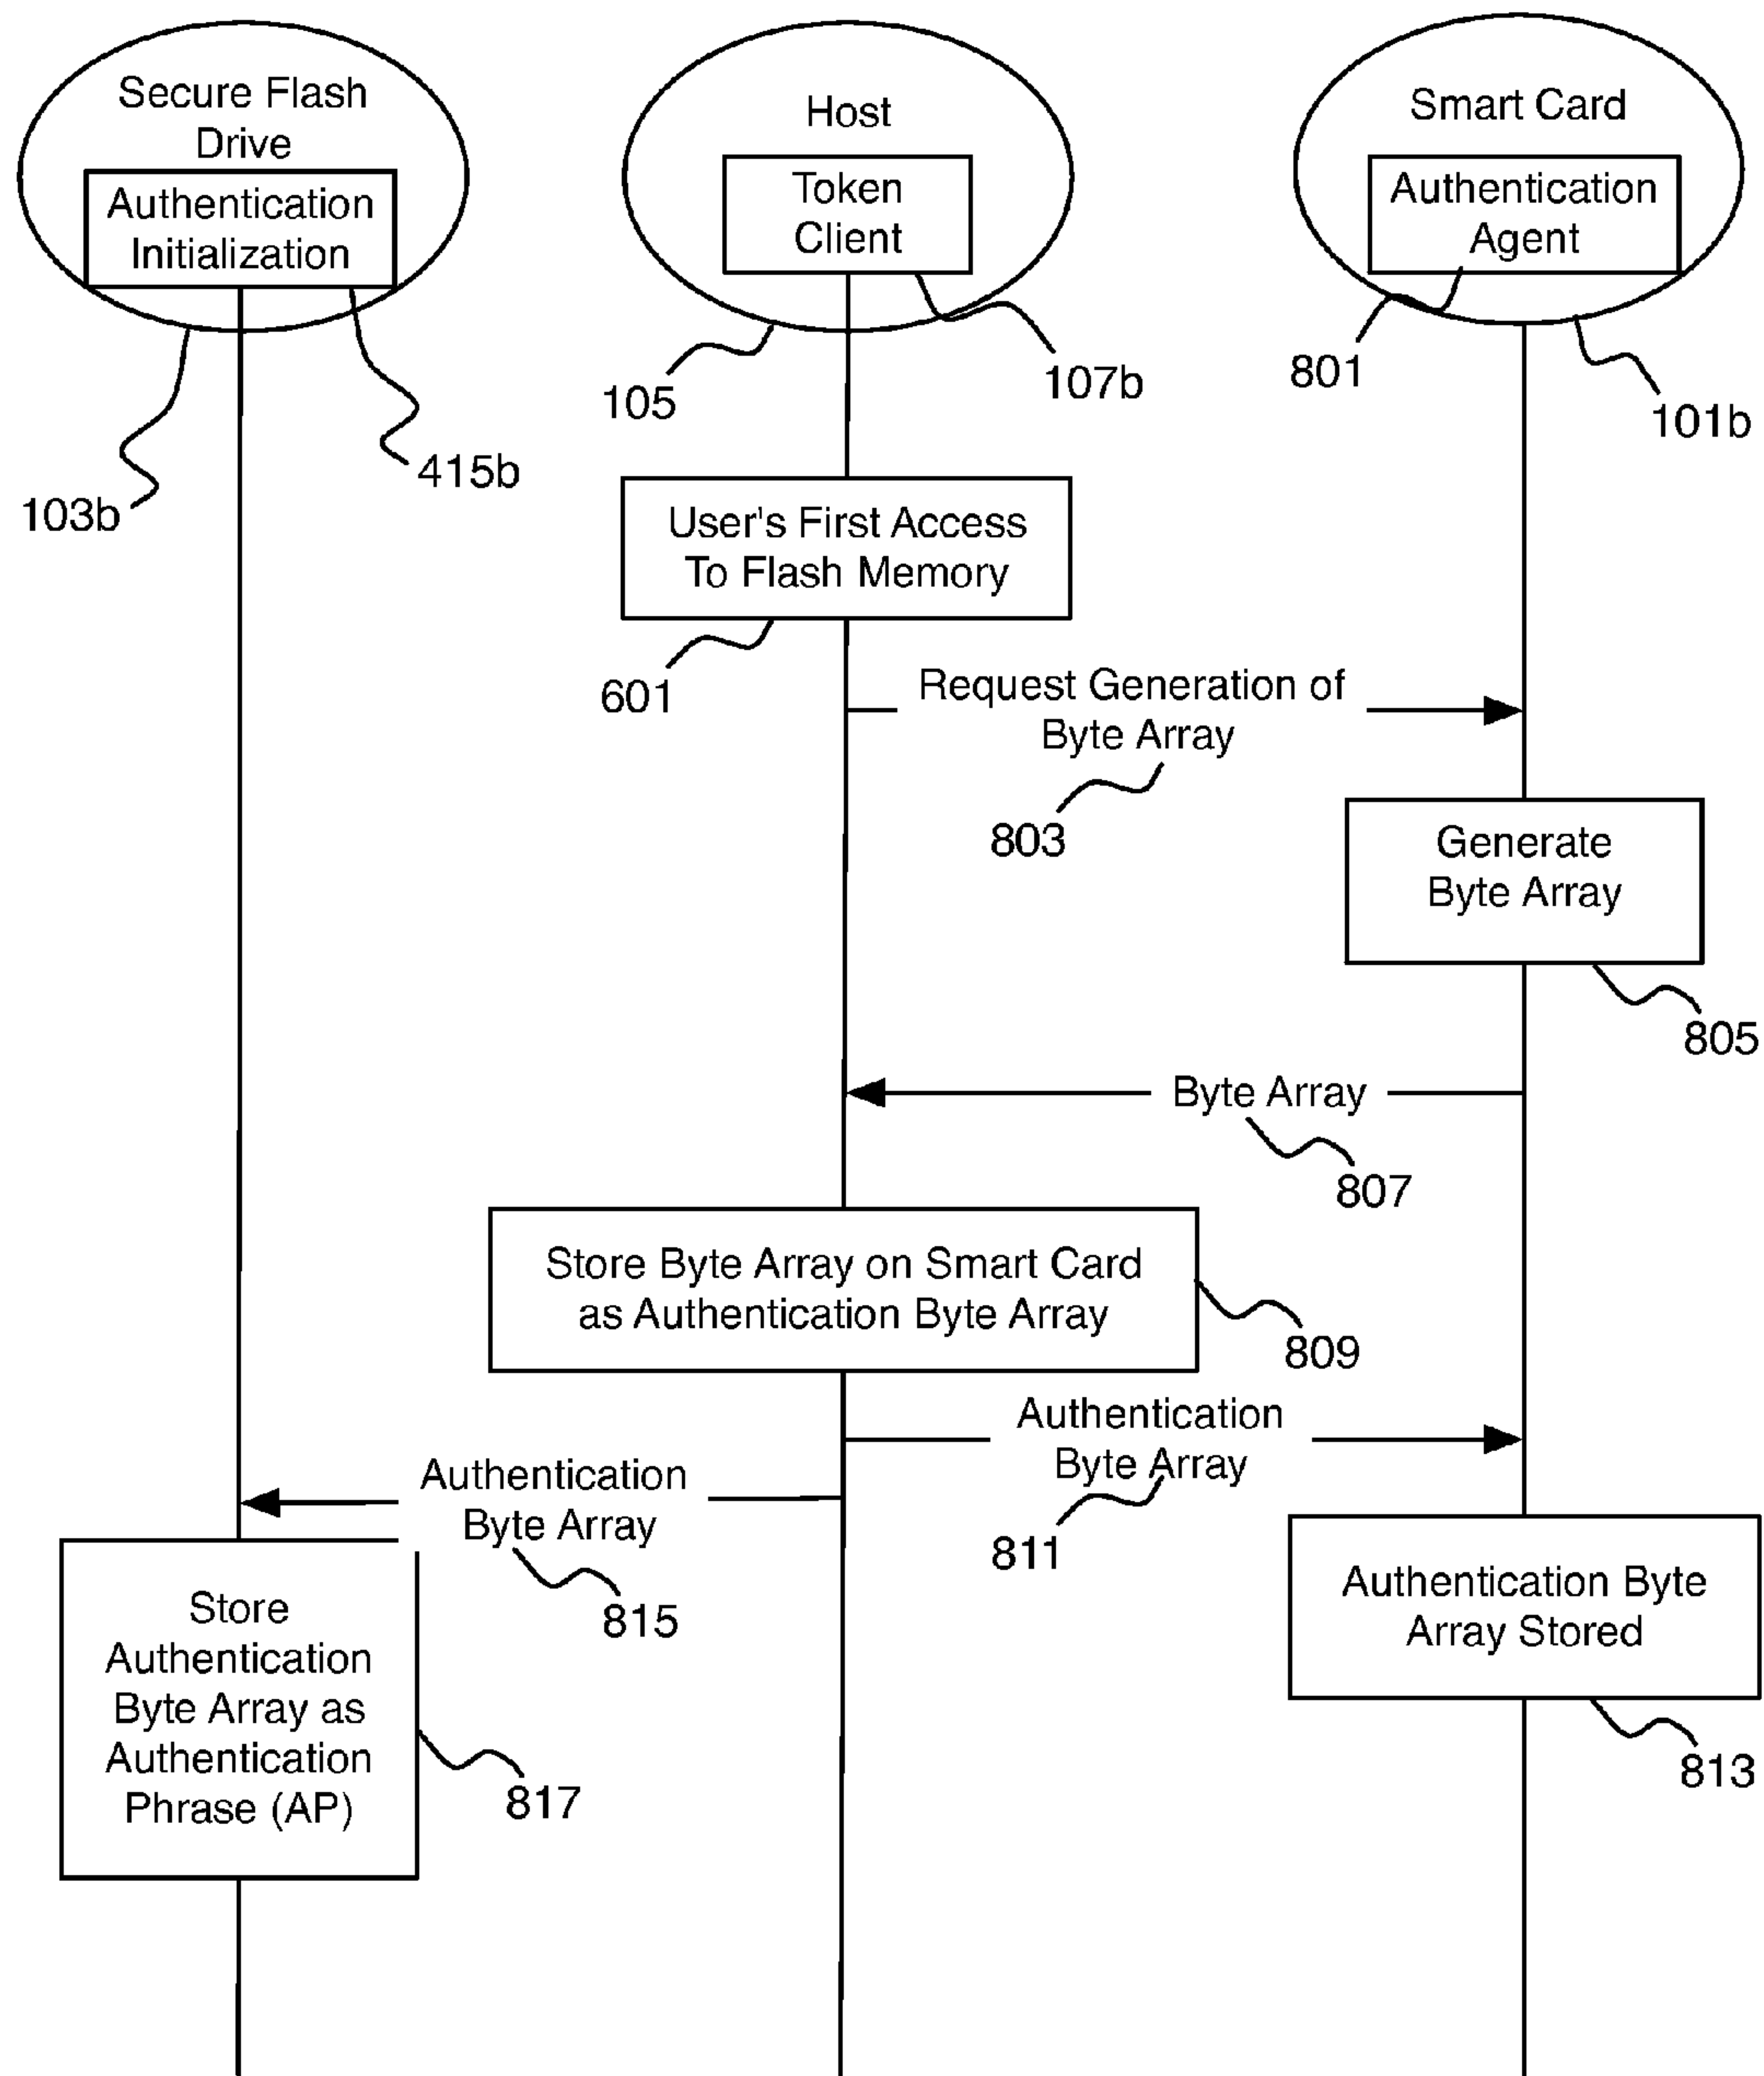 Secure Flash
Drive
Authentication
Initialization
Host
Token
Client
Smart Card
Authentication
Agent
103b
415b
105
107b
801
101b
User's First Access
To Flash Memory
601
Request Generation of
Byte Array
803
Generate
Byte Array
805
Byte Array
807
Store Byte Array on Smart Card
as Authentication Byte Array
809
Authentication
Byte Array
811
Authentication
Byte Array
815
Authentication Byte
Array Stored
813
Store
Authentication
Byte Array as
Authentication
Phrase (AP)
817